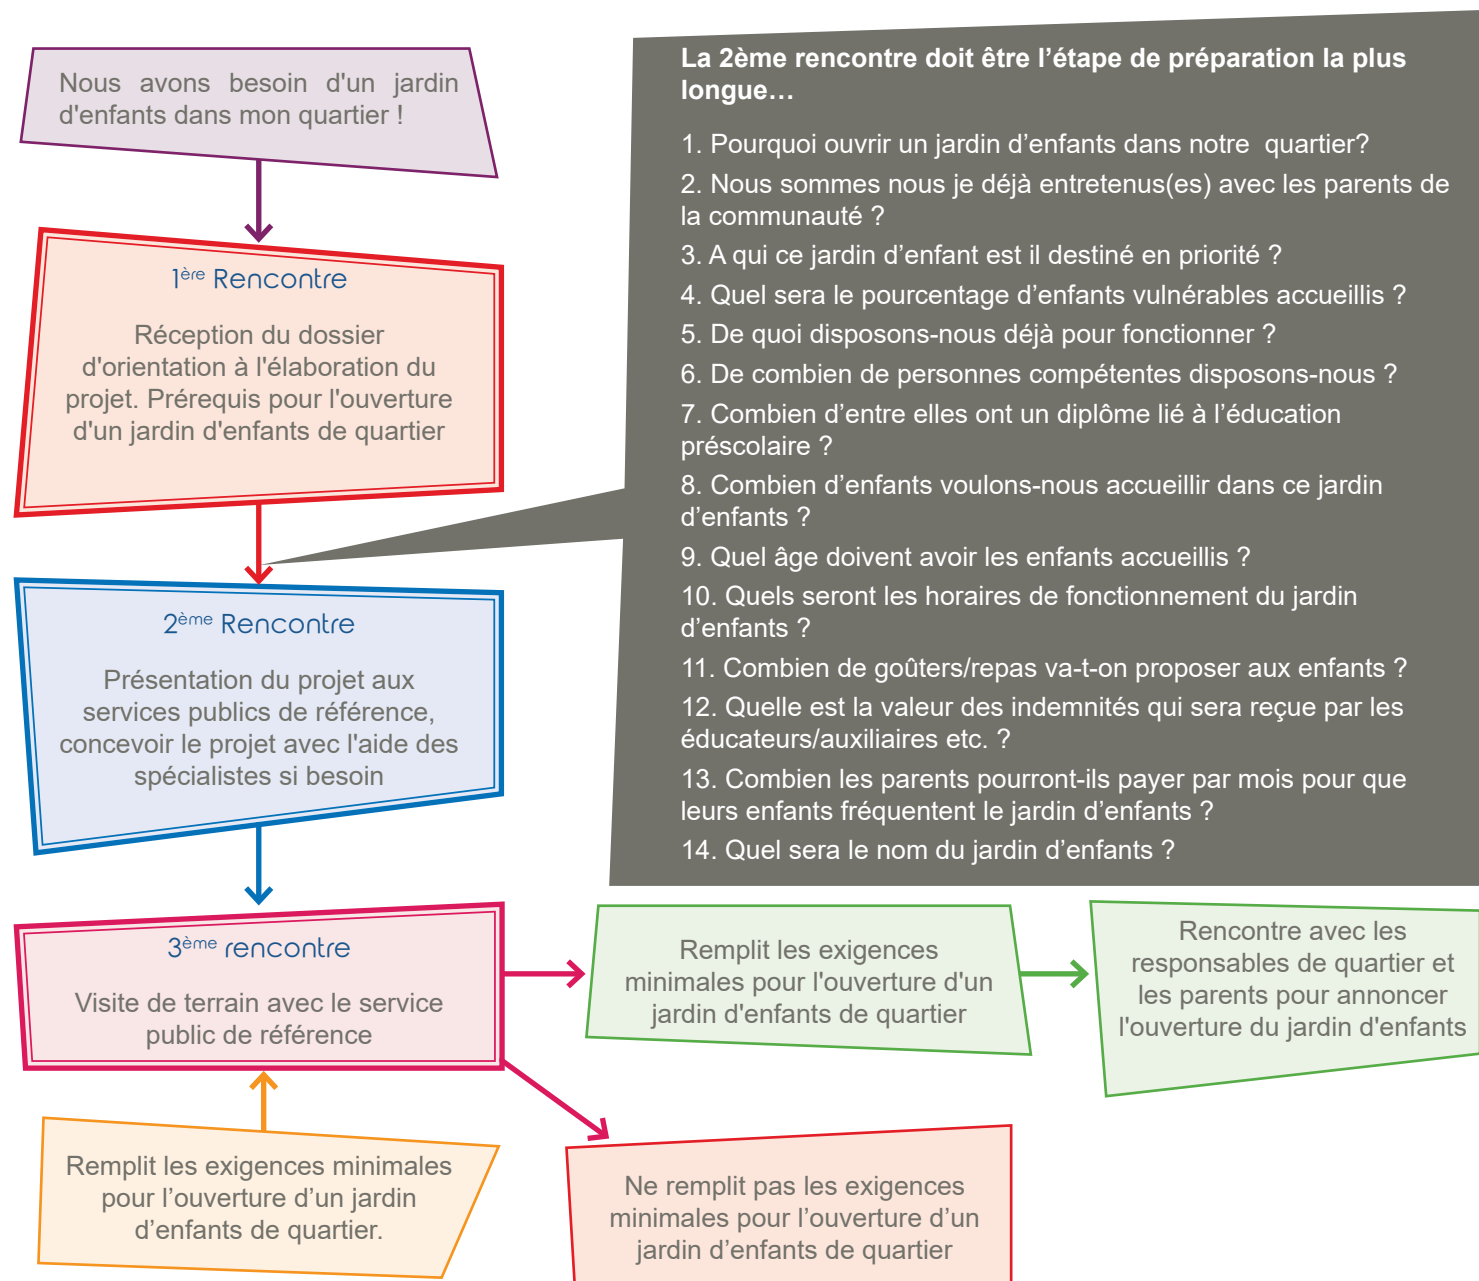 Nous avons besoin d'un jardin
d'enfants dans mon quartier !
1ère Rencontre
Réception du dossier
d'orientation à l'élaboration du
projet. Prérequis pour l'ouverture
d'un jardin d'enfants de quartier
2ème Rencontre
Présentation du projet aux
services publics de référence,
concevoir le projet avec l'aide des
spécialistes si besoin
3ème rencontre
Visite de terrain avec le service
public de référence
Remplit les exigences minimales
pour l’ouverture d’un jardin
d’enfants de quartier.
La 2ème rencontre doit être l’étape de préparation la plus
longue…
1. Pourquoi ouvrir un jardin d’enfants dans notre quartier?
2. Nous sommes nous je déjà entretenus(es) avec les parents de
la communauté ?
3. A qui ce jardin d’enfant est il destiné en priorité ?
4. Quel sera le pourcentage d’enfants vulnérables accueillis ?
5. De quoi disposons-nous déjà pour fonctionner ?
6. De combien de personnes compétentes disposons-nous ?
7. Combien d’entre elles ont un diplôme lié à l’éducation
préscolaire ?
8. Combien d’enfants voulons-nous accueillir dans ce jardin
d’enfants ?
9. Quel âge doivent avoir les enfants accueillis ?
10. Quels seront les horaires de fonctionnement du jardin
d’enfants ?
11. Combien de goûters/repas va-t-on proposer aux enfants ?
12. Quelle est la valeur des indemnités qui sera reçue par les
éducateurs/auxiliaires etc. ?
13. Combien les parents pourront-ils payer par mois pour que
leurs enfants fréquentent le jardin d’enfants ?
14. Quel sera le nom du jardin d’enfants ?
Remplit les exigences
minimales pour l'ouverture d'un
jardin d'enfants de quartier
Rencontre avec les
responsables de quartier et
les parents pour annoncer
l'ouverture du jardin d'enfants
Ne remplit pas les exigences
minimales pour l’ouverture d’un
jardin d’enfants de quartier